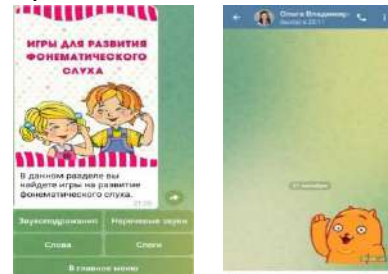 ИГРЫ ДЛЯ РАЗВИТИЯ
ФОНЕМАТИЧЕСКОГО
СЛУХА
В данном разделе вы
найдете игры на развитие
фонематического слуха.
Звукоподражания
Неречевые звуки
Слова
Слоги
В главное меню
Ольга Владимир